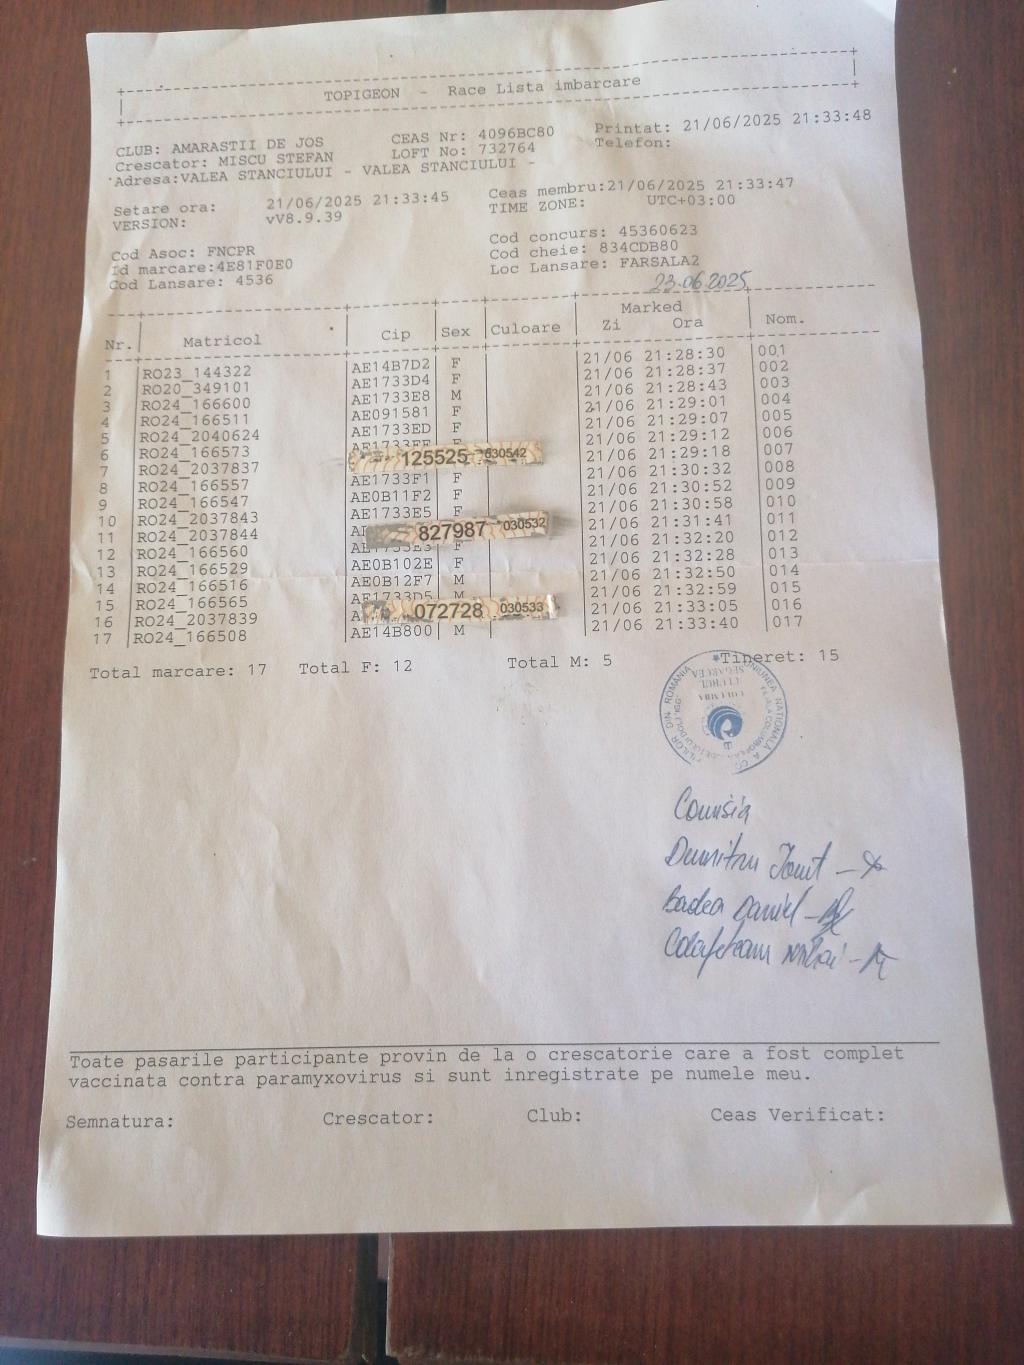 TOPIGEON - Race Lista imbarcare
CLUB: AMARASTII DE JOS CEAS Nr: 4096BC80 Printat: 21/06/2025 21:33:48
Crescator: MISCU STEFAN LOFT No: 732764 Telefon:
Adresa:VALEA STANCIULUI - VALEA STANCIULUI -
Setare ora: 21/06/2025 21:33:45 Ceas membru:21/06/2025 21:33:47
VERSION: vV8.9.39 TIME ZONE: UTC+03:00
Cod Asoc: FNCPR Cod concurs: 45360623
Id marcare:4E81F0E0 Cod cheie: 834CDB80
Cod Lansare: 4536 Loc Lansare: FARSALA2
23.06.2025
Marked
Nr. Matricol Cip Sex Culoare Zi Ora Nom.
1 RO23_144322 AE14B7D2 F 21/06 21:28:30 001
2 RO20_349101 AE1733D4 F 21/06 21:28:37 002
3 RO24_166600 AE1733E8 M 21/06 21:28:43 003
4 RO24_166511 AE091581 F 21/06 21:29:01 004
5 RO24_2040624 AE1733ED F 21/06 21:29:07 005
6 RO24_166573 21/06 21:29:12 006
7 RO24_2037837 125525 030542 21/06 21:29:18 007
8 RO24_166557 AE1733F1 F 21/06 21:30:32 008
9 RO24_166547 AE0B11F2 F 21/06 21:30:52 009
10 RO24_2037843 AE1733E5 F 21/06 21:30:58 010
11 RO24_2037844 827987 030532 21/06 21:31:41 011
12 RO24_166560 F 21/06 21:32:20 012
13 RO24_166529 AE0B102E F 21/06 21:32:28 013
14 RO24_166516 AE0B12F7 M 21/06 21:32:50 014
15 RO24_166565 AE1733D5 M 21/06 21:32:59 015
16 RO24_2037839 072728 030533 21/06 21:33:05 016
17 RO24_166508 AE14B800 M 21/06 21:33:40 017
Total marcare: 17 Total F: 12 Total M: 5 Tineret: 15
UNIUNEA NATIONALA A DIN ROMANIA
CLUBUL COLUMBA SEGARCEA
Comisia
Dumitru Ionut
Badea Daniel
Mihai
Toate pasarile participante provin de la o crescatorie care a fost complet
vaccinata contra paramyxovirus si sunt inregistrate pe numele meu.
Semnatura: Crescator: Club: Ceas Verificat: